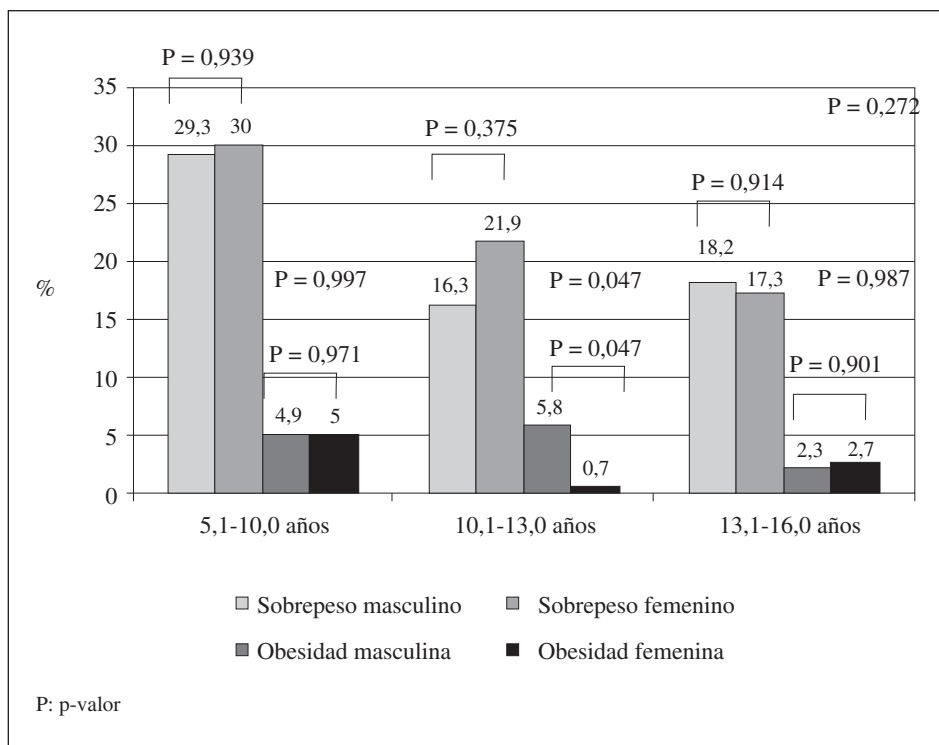 P = 0,939
35
P = 0,272
29,3
30
P = 0,375
30
P = 0,914
25
21,9
18,2
20
16,3
17,3
%
P = 0,997
P = 0,047
P = 0,987
15
P = 0,971
P = 0,047
P = 0,901
10
4,9
5
5,8
5
0,7
2,3
2,7
0
5,1-10,0 años
10,1-13,0 años
13,1-16,0 años
Sobrepeso masculino
Sobrepeso femenino
Obesidad masculina
Obesidad femenina
P: p-valor